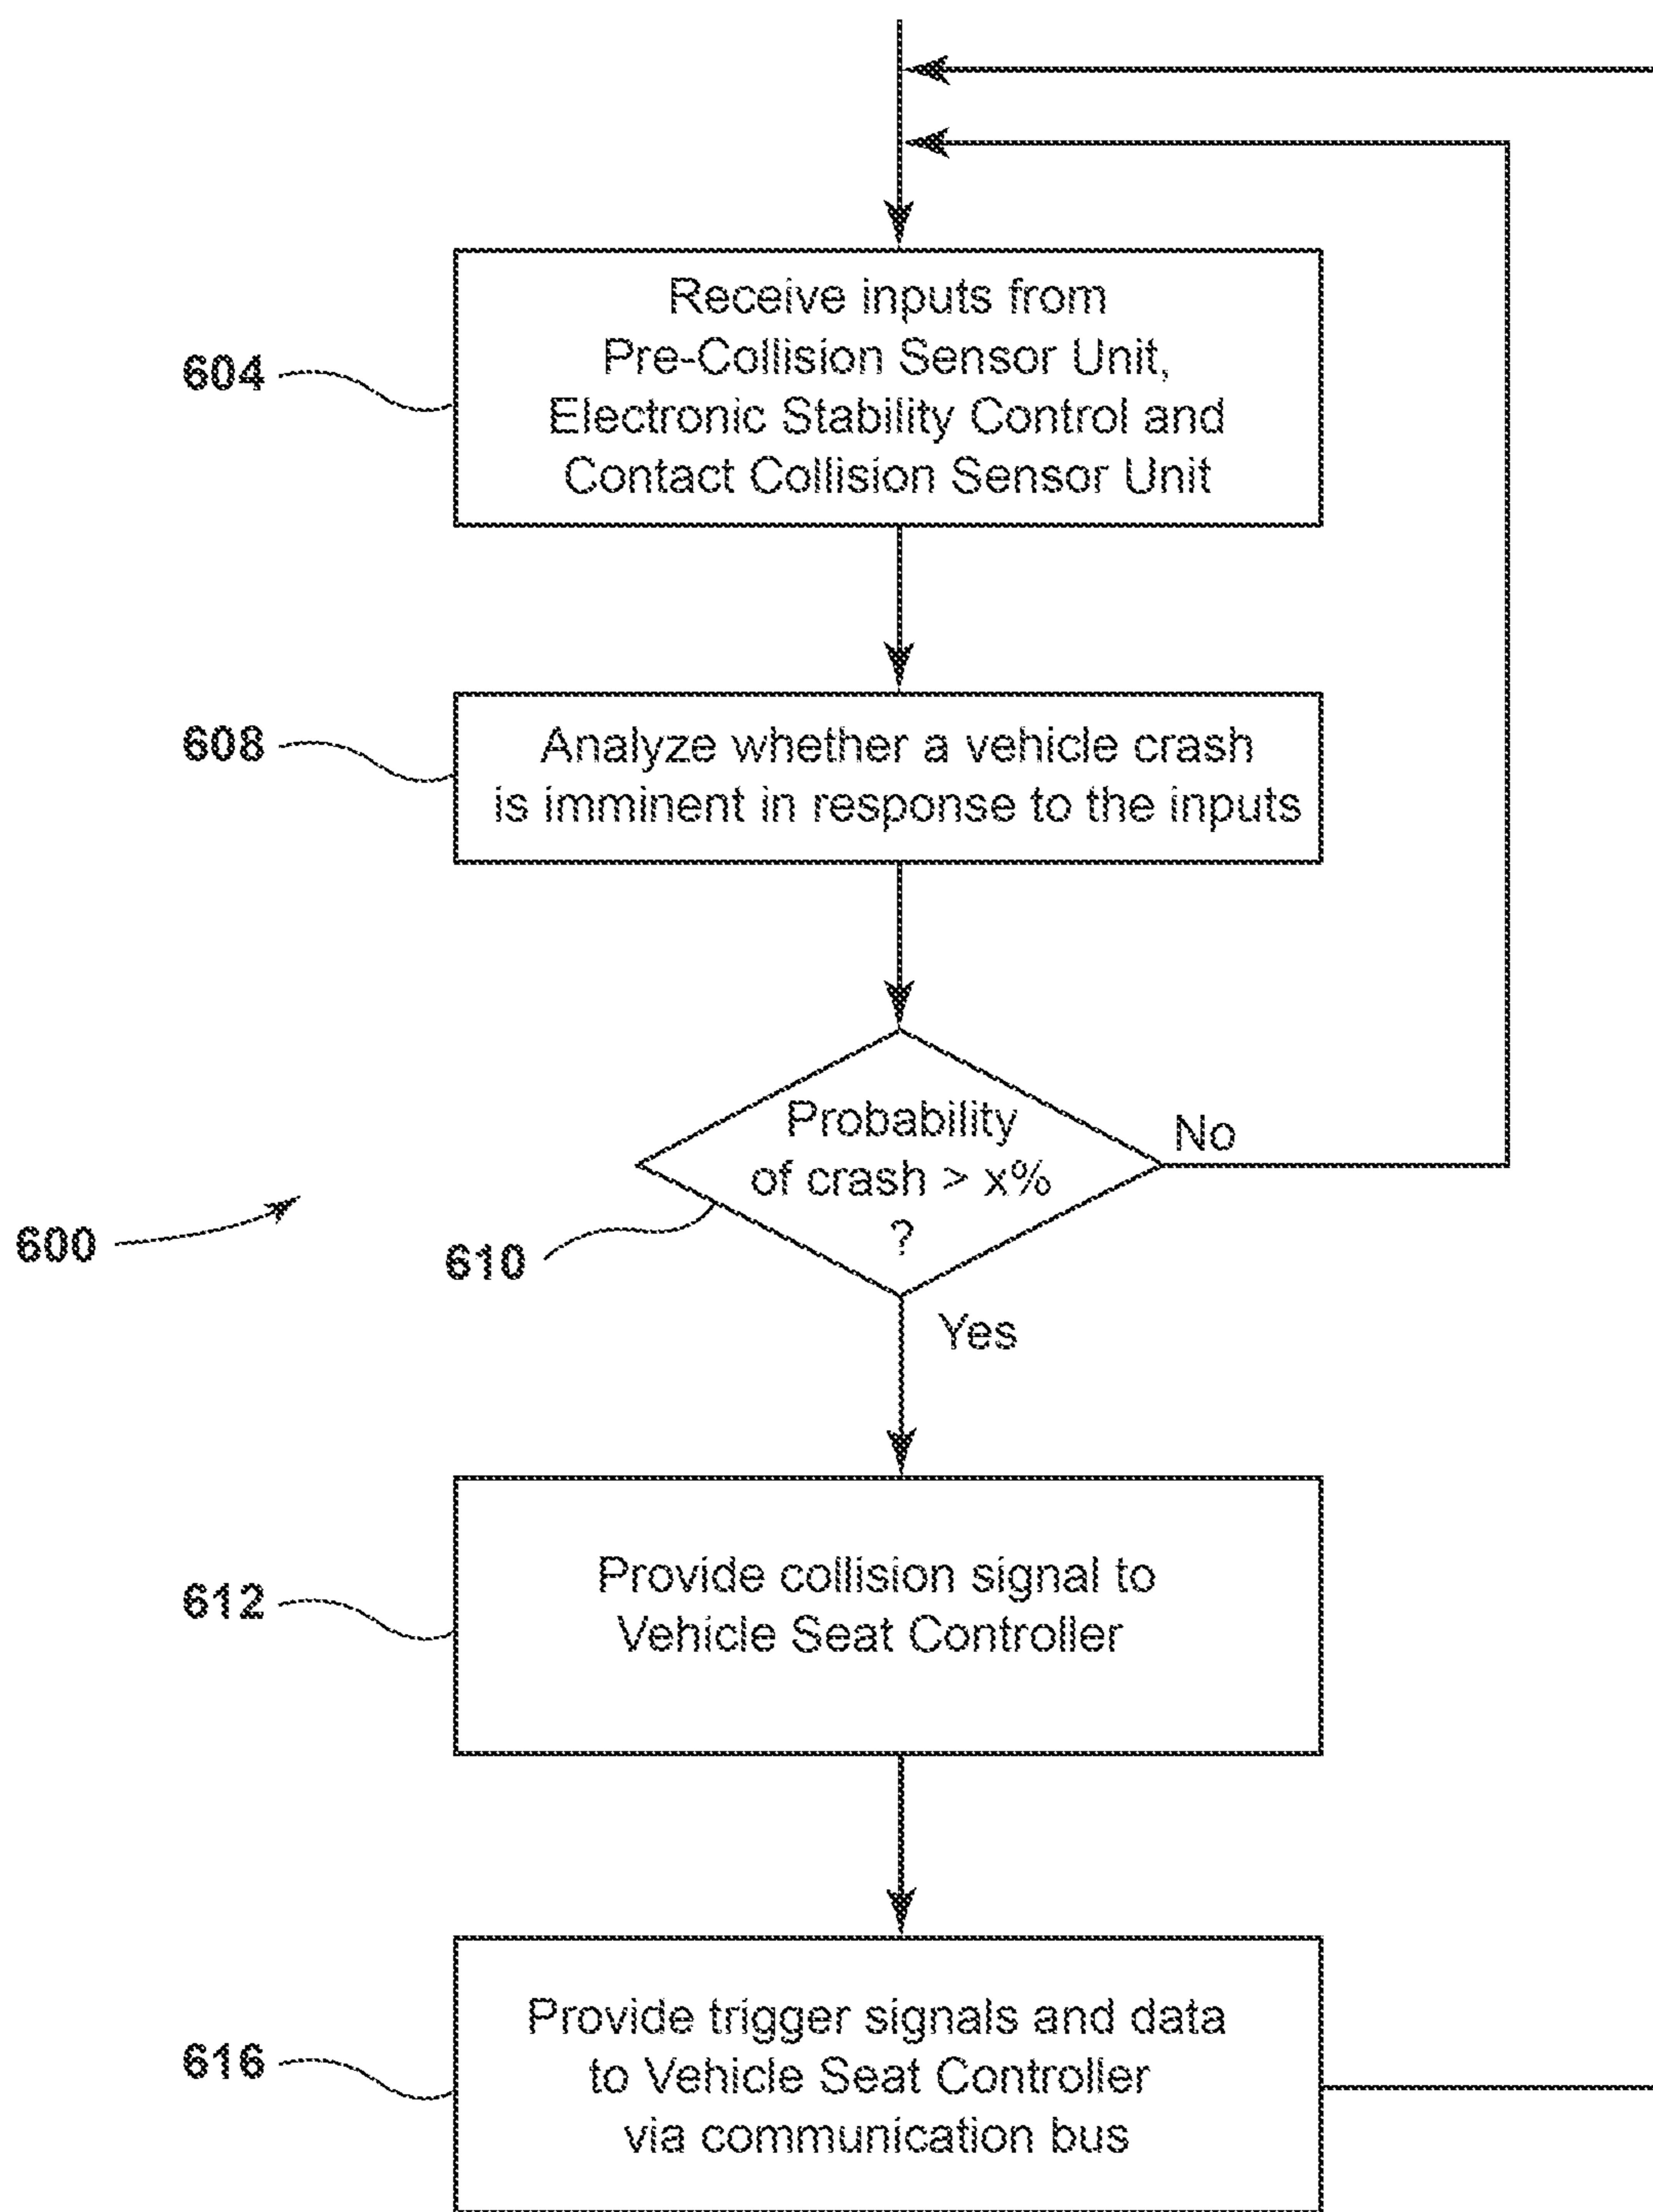 604
Receive inputs from
Pre-Collision Sensor Unit,
Electronic Stability Control and
Contact Collision Sensor Unit
608
Analyze whether a vehicle crash
is imminent in response to the inputs
Probability
of crash > x%
?
No
600
610
Yes
612
Provide collision signal to
Vehicle Seat Controller
616
Provide trigger signals and data
to Vehicle Seat Controller
via communication bus